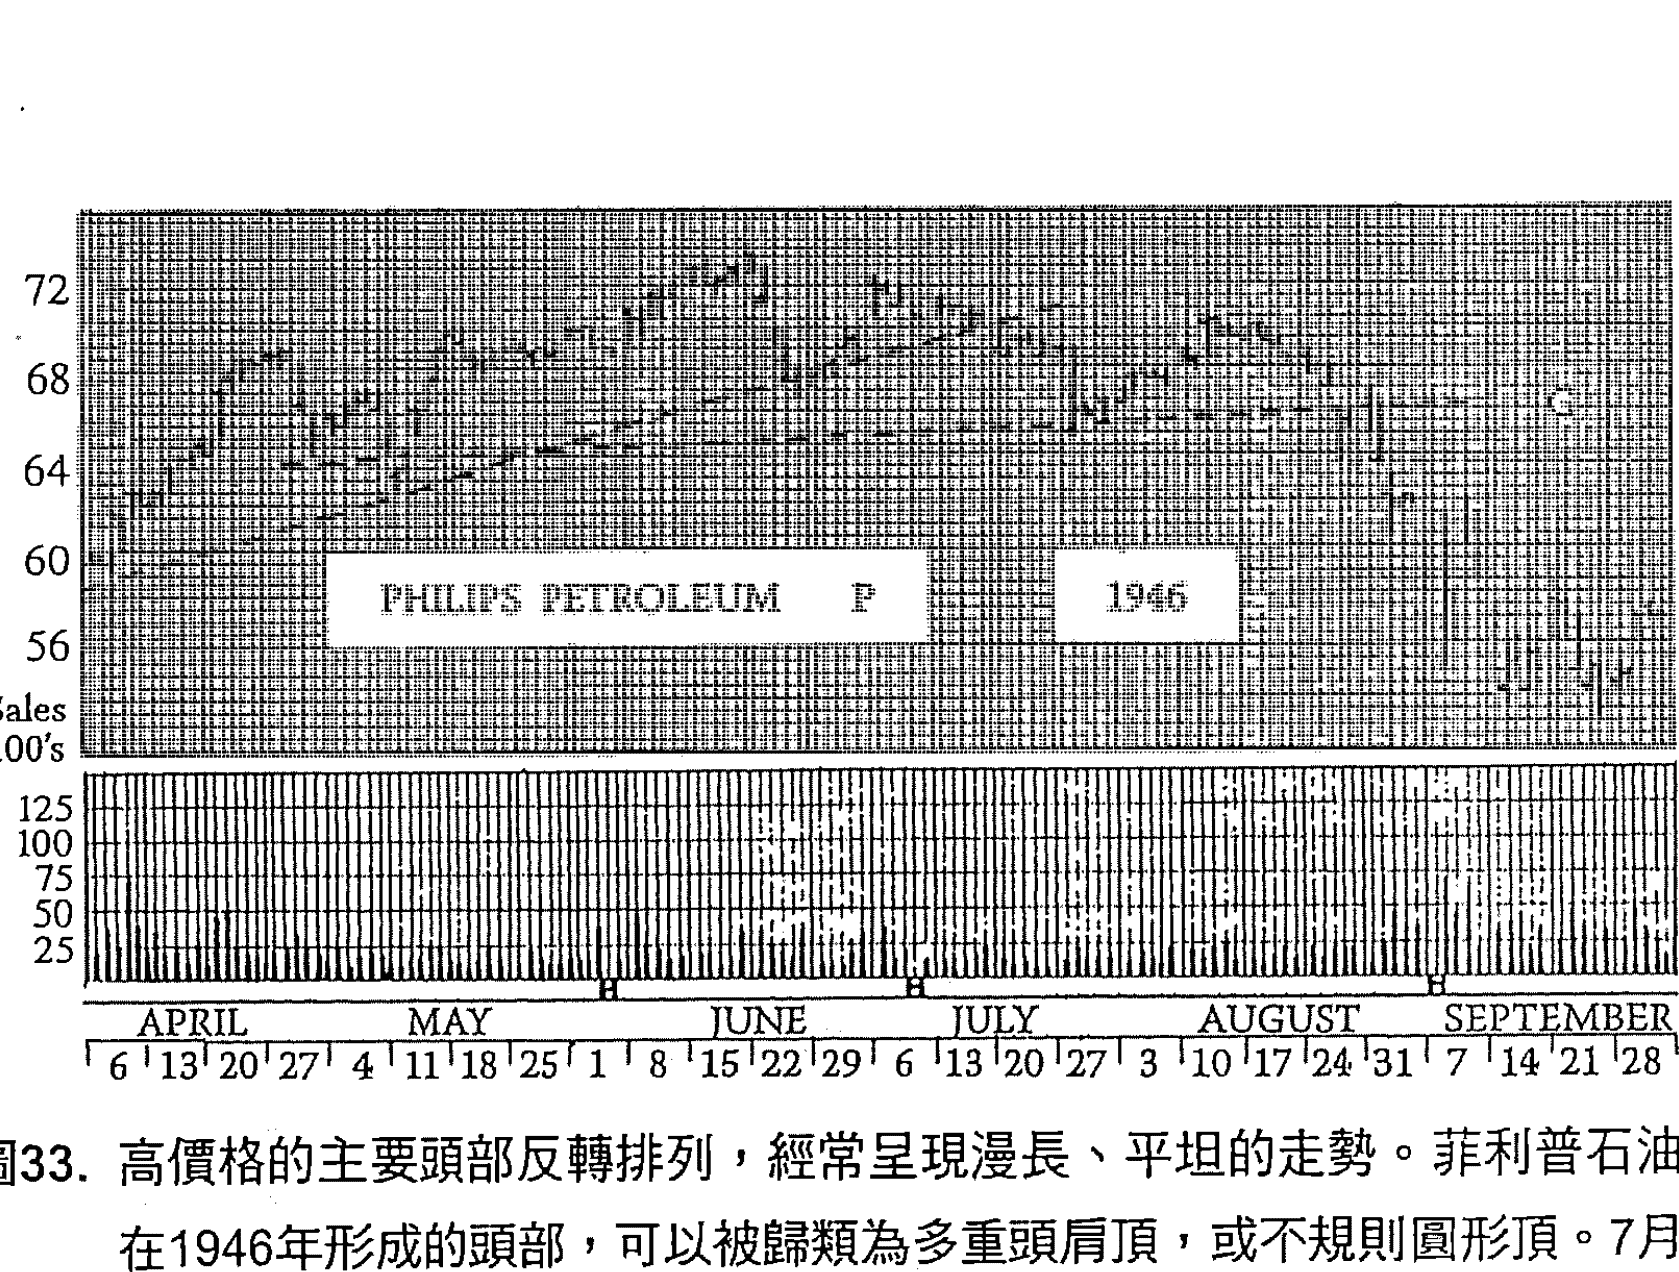 72
68
64
60
56
PHILIPS PETROLEUM P 1946
Sales
100's
125
100
75
50
25
H H H
APRIL MAY JUNE JULY AUGUST SEPTEMBER
6 13 20 27 4 11 18 25 1 8 15 22 29 6 13 20 27 3 10 17 24 31 7 14 21 28
圖33. 高價格的主要頭部反轉排列，經常呈現漫長、平坦的走勢。菲利普石油
在1946年形成的頭部，可以被歸類為多重頭肩頂，或不規則圓形頂。7月